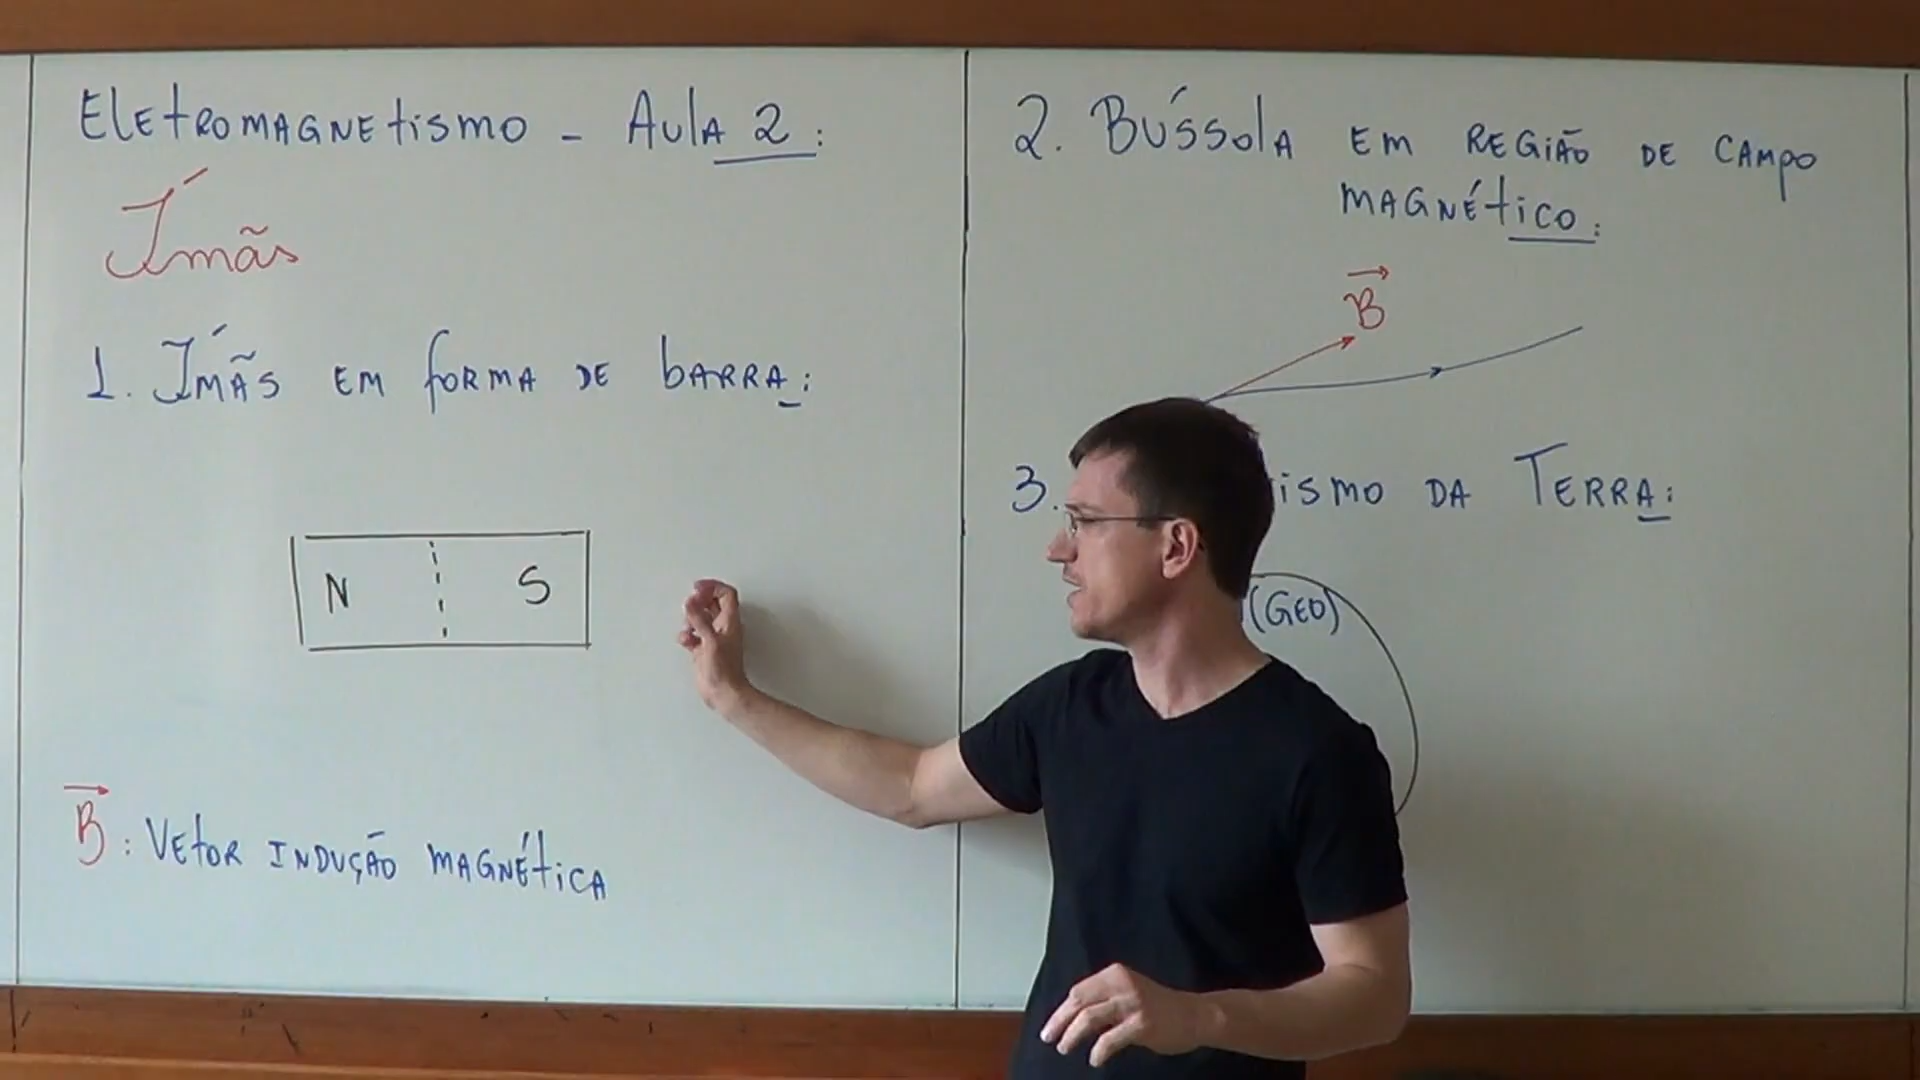 Eletromagnetismo - Aula 2:
Ímãs
1. Ímãs em forma de barra:
N S
B: Vetor indução magnética
2. Bússola em região de campo
magnético:
B
3. da Terra:
(Geo)